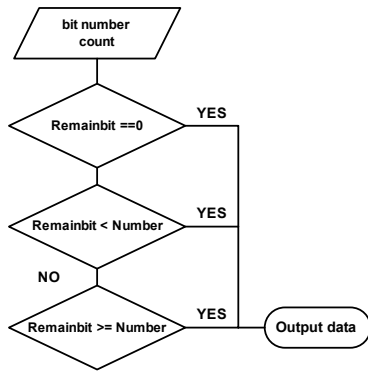 bit number
count
Remainbit ==0
YES
Remainbit < Number
YES
NO
Remainbit >= Number
YES
Output data